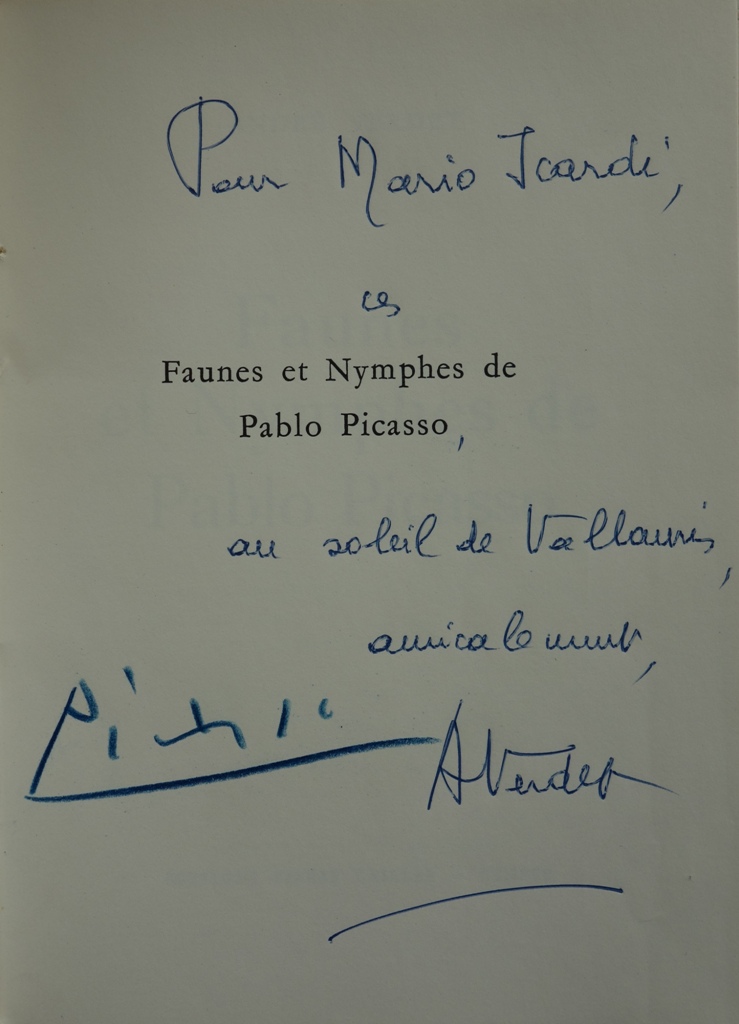 Pour Mario Icardi,
ces
Faunes et Nymphes de
Pablo Picasso,
au soleil de Vallauris,
amicalement,
Picasso
AVerdet